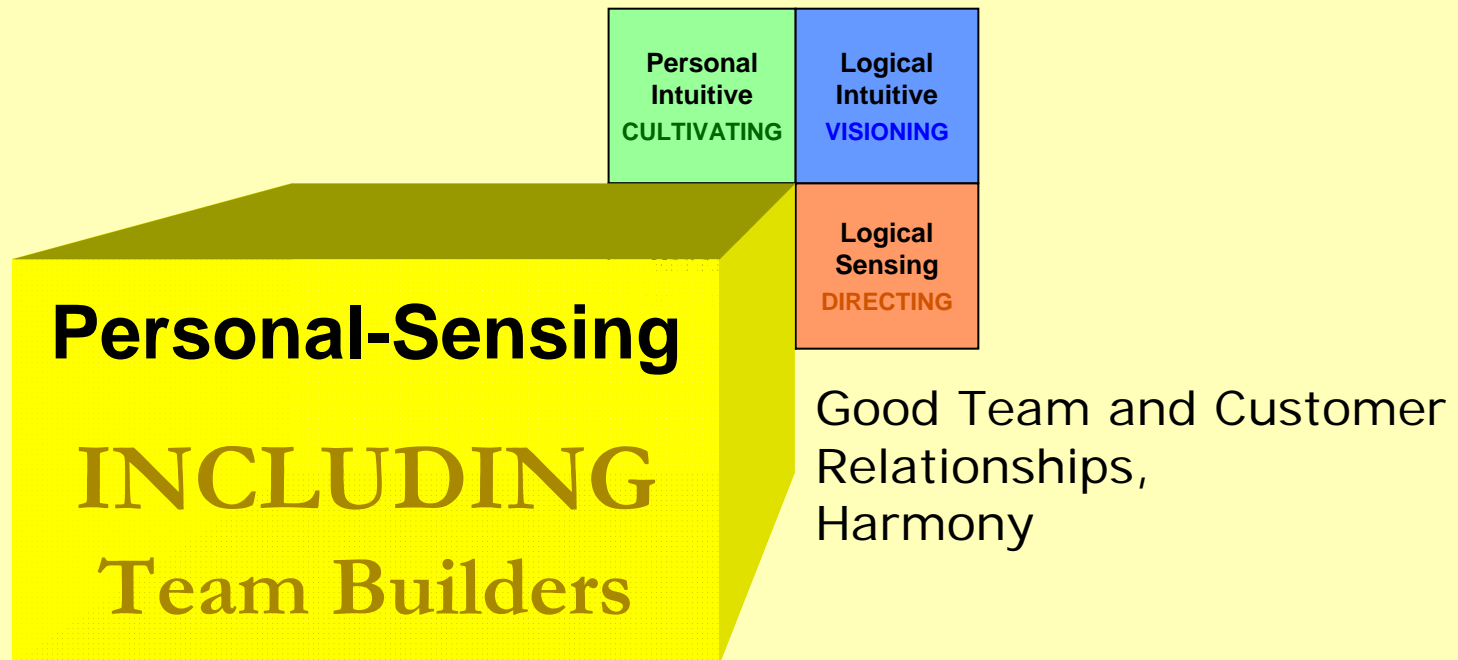 Personal
Intuitive
CULTIVATING
Logical
Intuitive
VISIONING
Logical
Sensing
DIRECTING
Personal-Sensing
INCLUDING
Team Builders
Good Team and Customer
Relationships,
Harmony